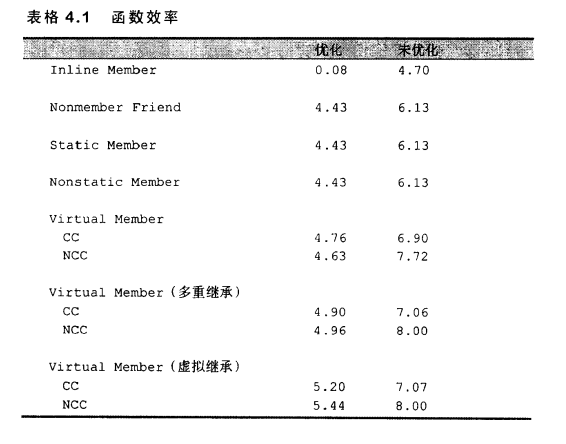 表格 4.1 函数效率
优化 未优化
Inline Member 0.08 4.70
Nonmember Friend 4.43 6.13
Static Member 4.43 6.13
Nonstatic Member 4.43 6.13
Virtual Member
CC 4.76 6.90
NCC 4.63 7.72
Virtual Member (多重继承)
CC 4.90 7.06
NCC 4.96 8.00
Virtual Member (虚拟继承)
CC 5.20 7.07
NCC 5.44 8.00